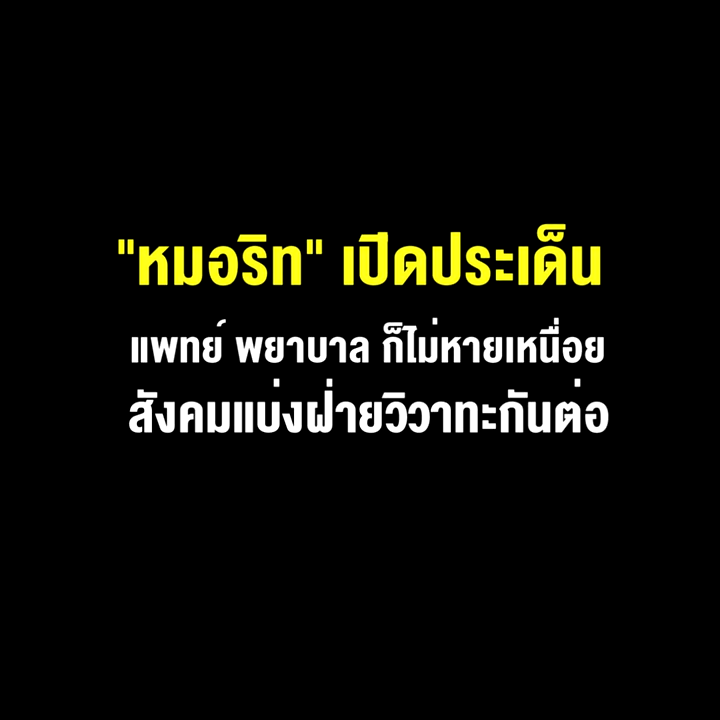 "หมอริท" เปิดประเด็น
แพทย์ พยาบาล ก็ไม่หายเหนื่อย
สังคมแบ่งฝ่ายวิวาทะกันต่อ